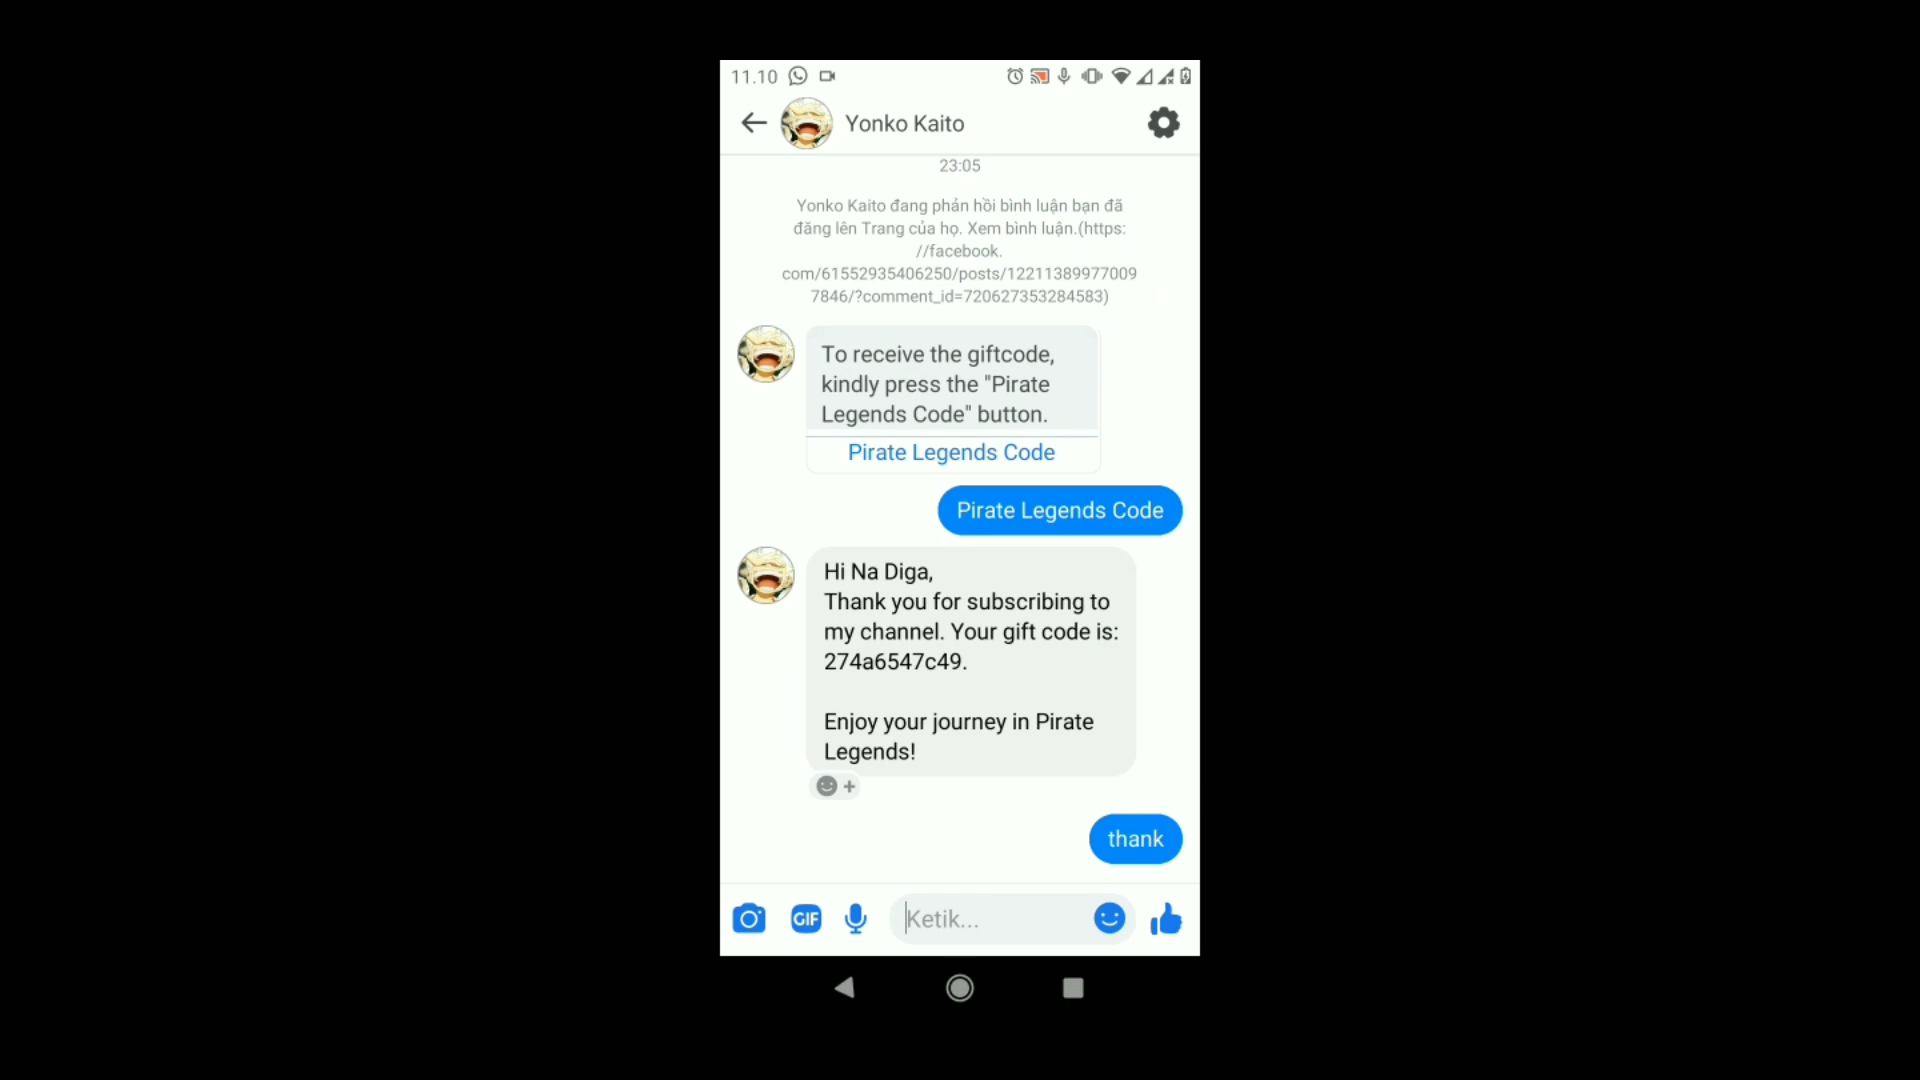 11.10
Yonko Kaito
23:05
Yonko Kaito đang phản hồi bình luận bạn đã
đăng lên Trang của họ. Xem bình luận.(https:
//facebook.
com/61552935406250/posts/12211389977009
7846/?comment_id=720627353284583)
To receive the giftcode,
kindly press the "Pirate
Legends Code" button.
Pirate Legends Code
Pirate Legends Code
Hi Na Diga,
Thank you for subscribing to
my channel. Your gift code is:
274a6547c49.
Enjoy your journey in Pirate
Legends!
thank
GIF
Ketik...